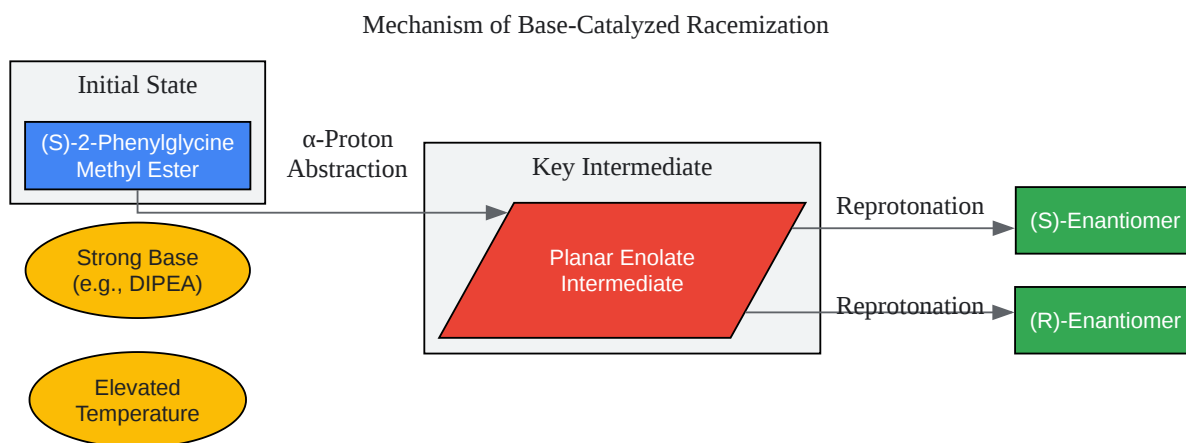 Mechanism of Base-Catalyzed Racemization
Initial State
(S)-2-Phenylglycine
Methyl Ester
α-Proton
Abstraction
Strong Base
(e.g., DIPEA)
Elevated
Temperature
Key Intermediate
Planar Enolate
Intermediate
Reprotonation
(S)-Enantiomer
Reprotonation
(R)-Enantiomer